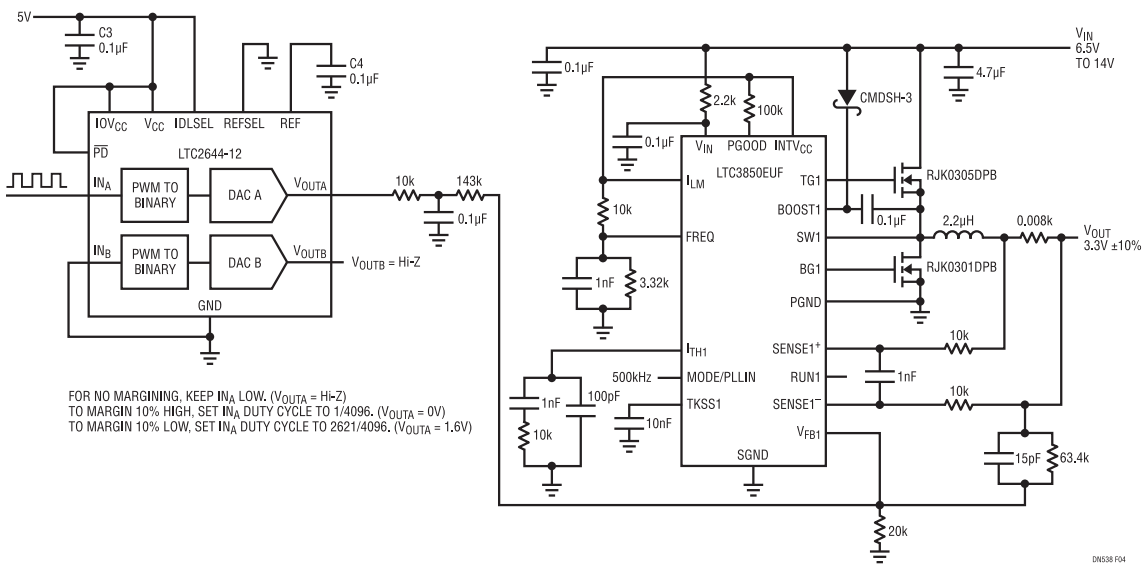 5V
C3
0.1µF
C4
0.1µF
IOVCC
VCC
IDLSEL
REFSEL
REF
PD
LTC2644-12
INA
PWM TO
BINARY
DAC A
VOUTA
INB
PWM TO
BINARY
DAC B
VOUTB
VOUTB = Hi-Z
GND
10k
143k
0.1µF
FOR NO MARGINING, KEEP INA LOW. (VOUTA = Hi-Z)
TO MARGIN 10% HIGH, SET INA DUTY CYCLE TO 1/4096. (VOUTA = 0V)
TO MARGIN 10% LOW, SET INA DUTY CYCLE TO 2621/4096. (VOUTA = 1.6V)
VIN
6.5V
TO 14V
0.1µF
2.2k
100k
CMDSH-3
4.7µF
0.1µF
VIN
PGOOD
INTVCC
LTC3850EUF
ILM
10k
FREQ
1nF
3.32k
ITH1
1nF
100pF
10k
500kHz
MODE/PLLIN
TKSS1
10nF
SGND
TG1
RJK0305DPB
BOOST1
0.1µF
2.2µH
0.008k
SW1
VOUT
3.3V ±10%
BG1
RJK0301DPB
PGND
10k
SENSE1+
1nF
RUN1
10k
SENSE1–
VFB1
15pF
63.4k
20k
DN538 F04